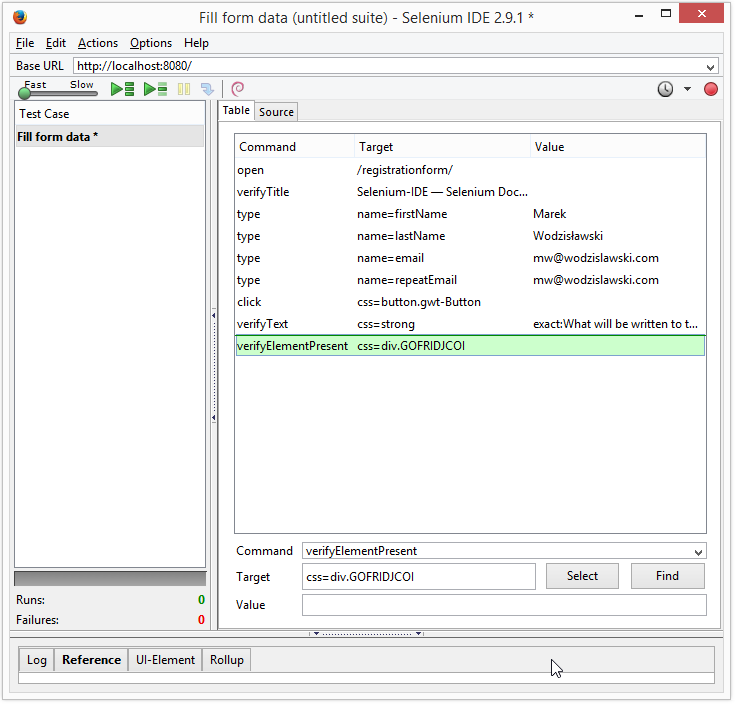 Fill form data (untitled suite) - Selenium IDE 2.9.1 *
File Edit Actions Options Help
Base URL http://localhost:8080/
Fast Slow
Test Case
Fill form data *
Table Source
Command Target Value
open /registrationform/
verifyTitle Selenium-IDE — Selenium Doc...
type name=firstName Marek
type name=lastName Wodzisławski
type name=email mw@wodzislawski.com
type name=repeatEmail mw@wodzislawski.com
click css=button.gwt-Button
verifyText css=strong exact:What will be written to t...
verifyElementPresent css=div.GOFRIDJCOI
Command verifyElementPresent
Target css=div.GOFRIDJCOI Select Find
Value
Runs: 0
Failures: 0
Log Reference UI-Element Rollup